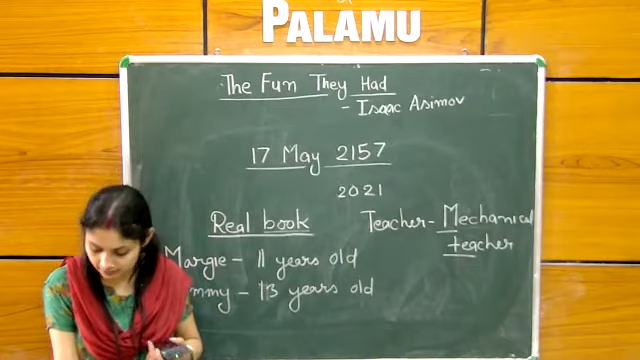 PALAMU
The Fun They Had
- Isaac Asimov
17 May 2157
2021
Real book
Teacher - Mechanical
teacher
Margie - 11 years old
mmy - 13 years old